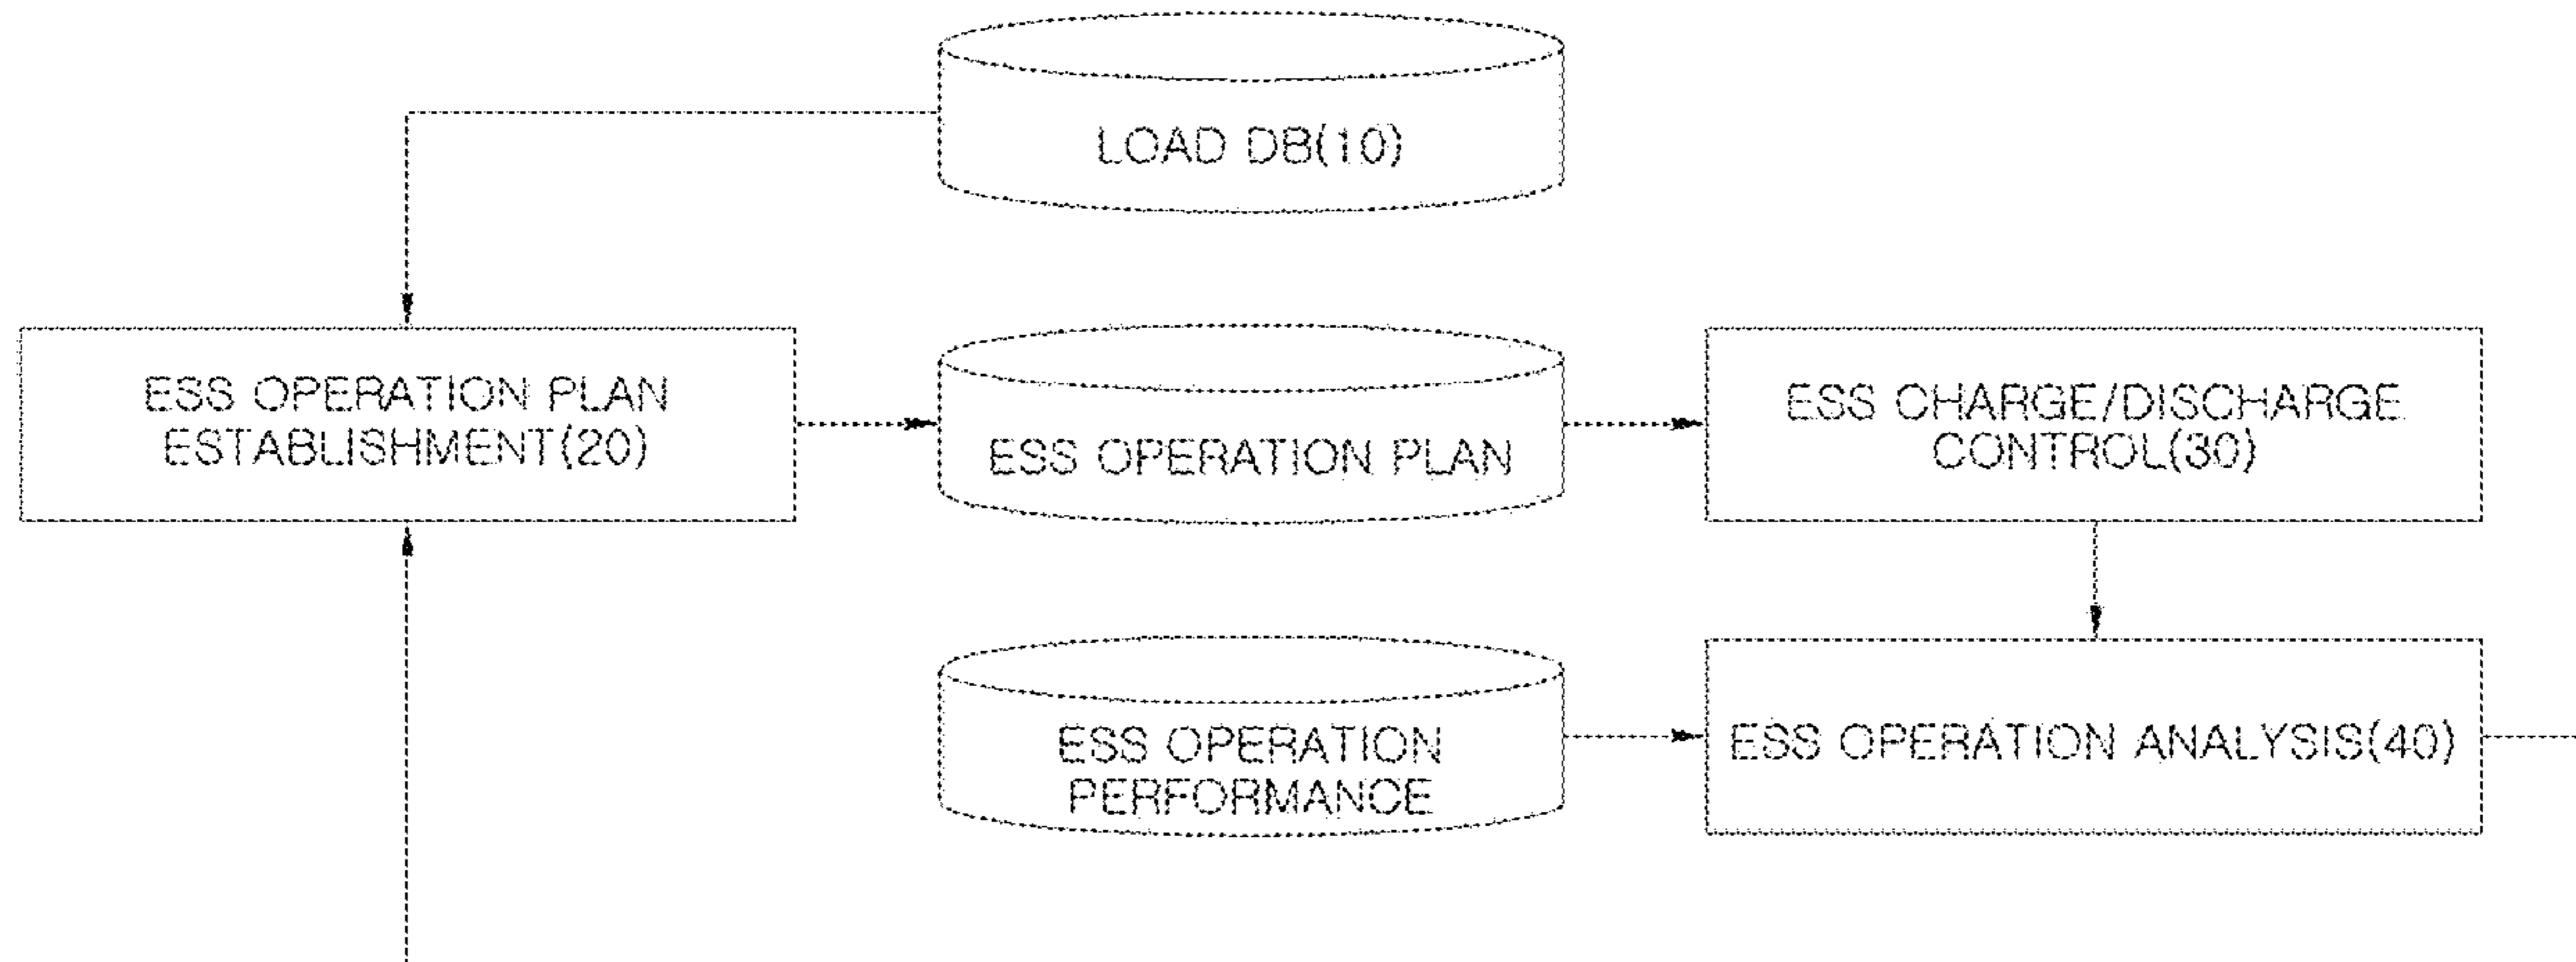 LOAD DB(10)
ESS OPERATION PLAN
ESTABLISHMENT(20)
ESS OPERATION PLAN
ESS CHARGE/DISCHARGE
CONTROL(30)
ESS OPERATION
PERFORMANCE
ESS OPERATION ANALYSIS(40)